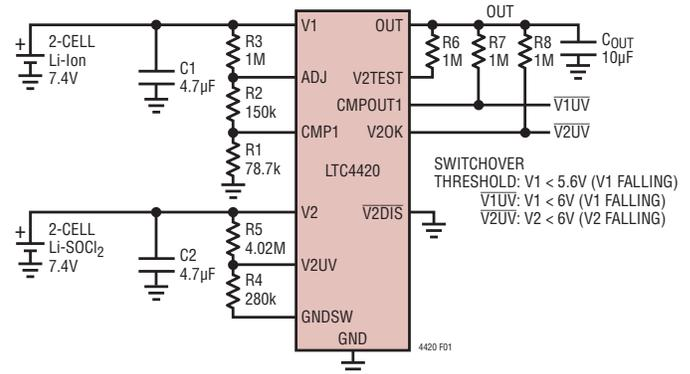 OUT
V1
OUT
2-CELL
Li-Ion
7.4V
+
C1
4.7µF
R3
1M
ADJ
R2
150k
CMP1
R1
78.7k
V2TEST
CMPOUT1
V2OK
R6
1M
R7
1M
R8
1M
COUT
10µF
V1UV
V2UV
LTC4420
SWITCHOVER
THRESHOLD: V1 < 5.6V (V1 FALLING)
V1UV: V1 < 6V (V1 FALLING)
V2UV: V2 < 6V (V2 FALLING)
+
2-CELL
Li-SOCl2
7.4V
C2
4.7µF
V2
V2DIS
R5
4.02M
V2UV
R4
280k
GNDSW
GND
4420 F01